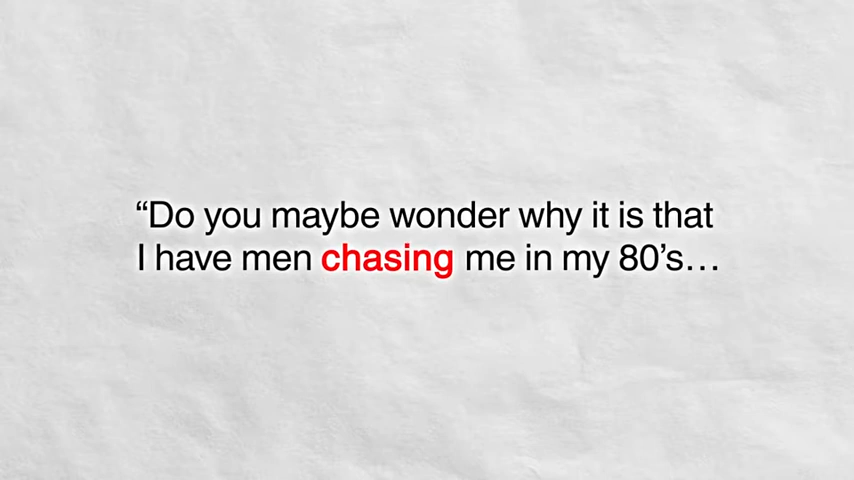 “Do you maybe wonder why it is that
I have men chasing me in my 80’s…